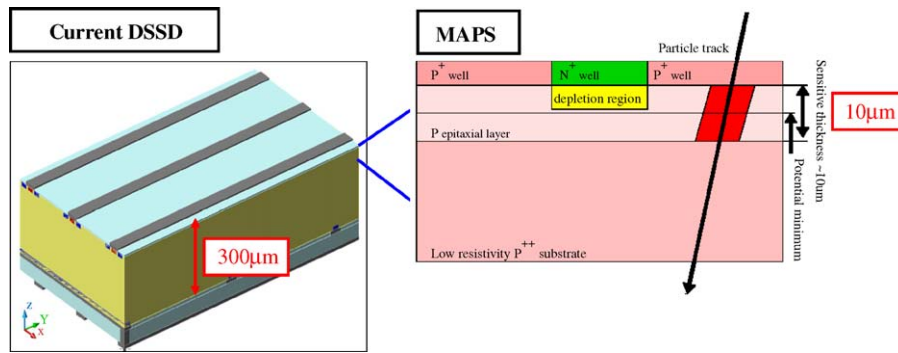 Current DSSD
300µm
Z
Y
X
MAPS
Particle track
P+ well
N+ well
P+ well
depletion region
P epitaxial layer
Low resistivity P++ substrate
Sensitive thickness ~10um
Potential minimum
10µm